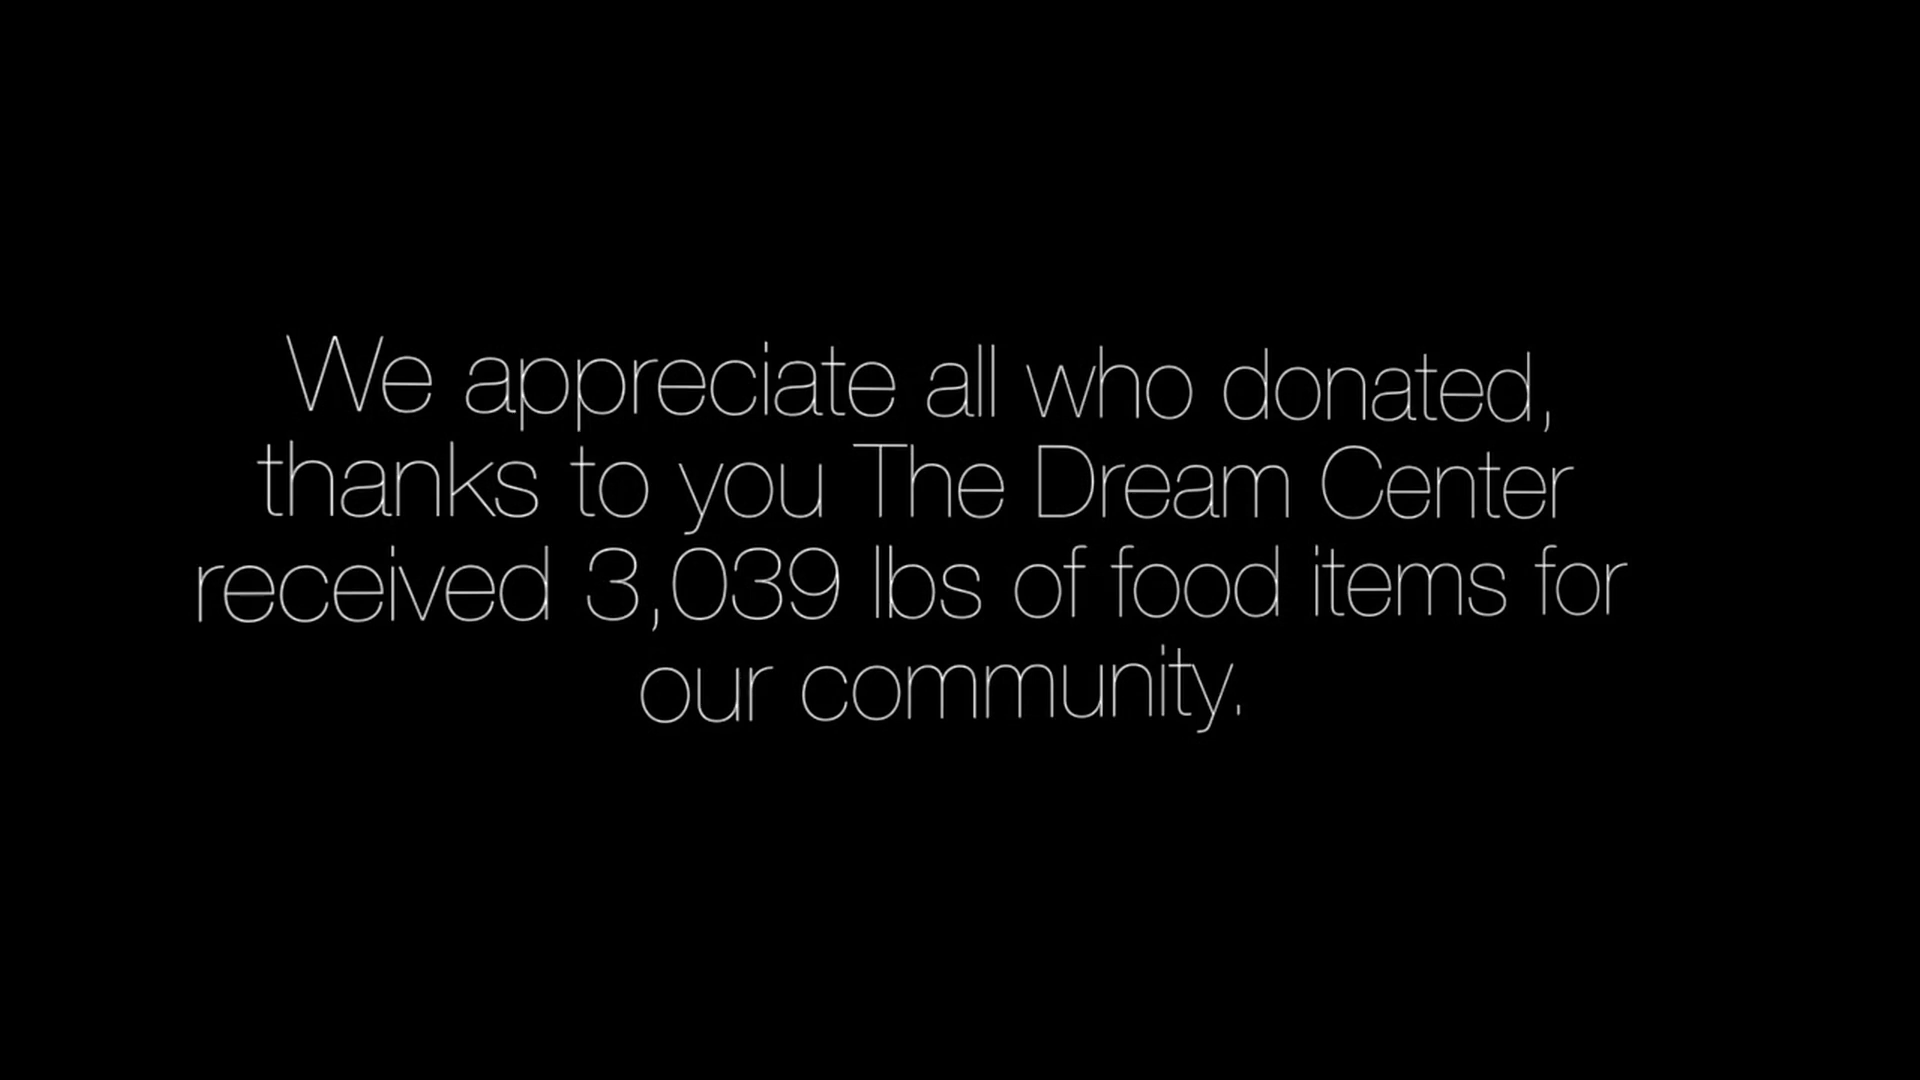 We appreciate all who donated,
thanks to you The Dream Center
received 3,039 lbs of food items for
our community.